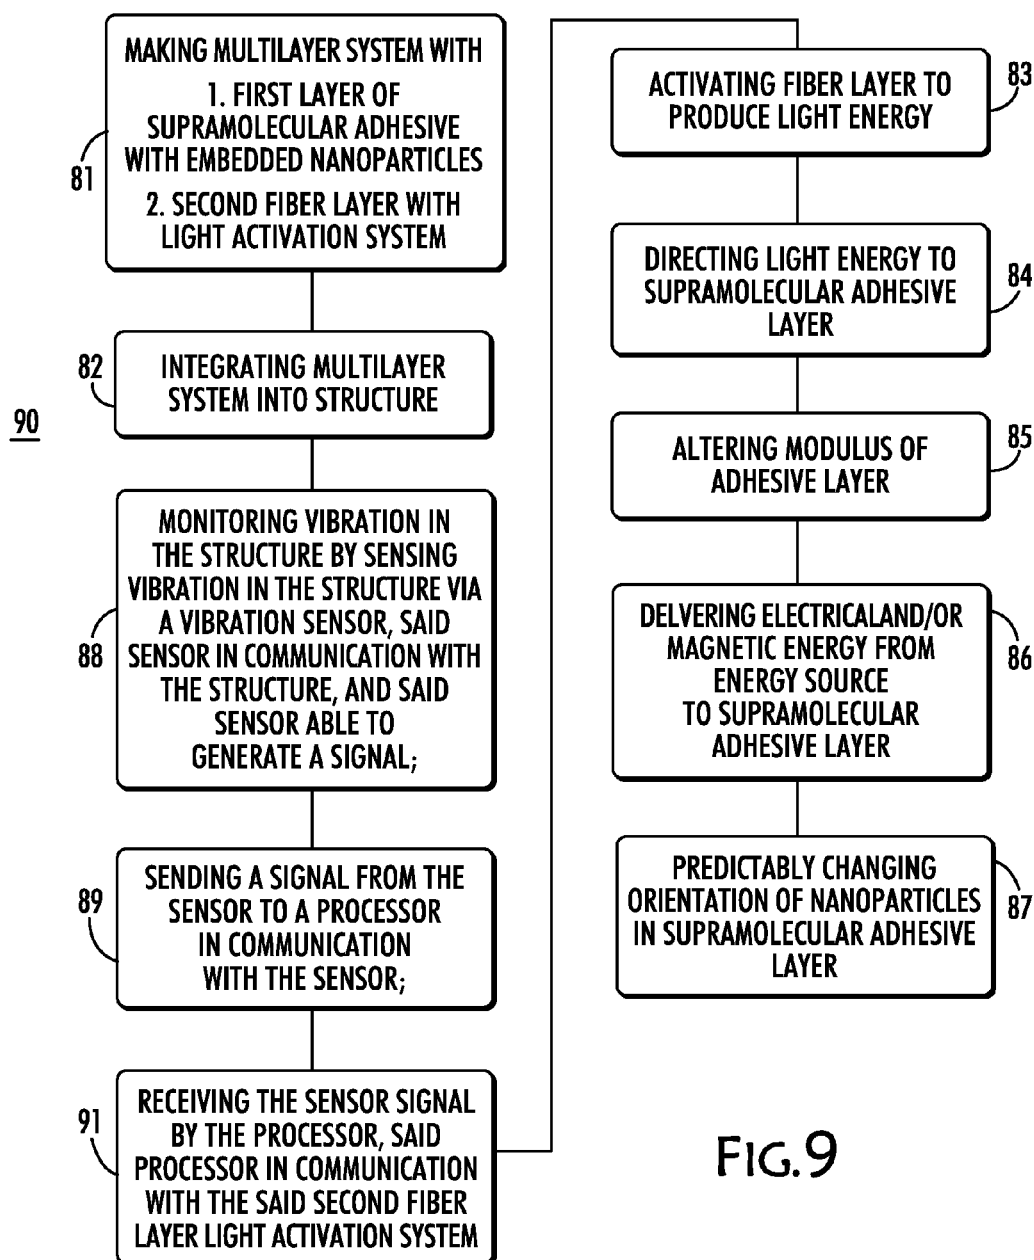 MAKING MULTILAYER SYSTEM WITH
1. FIRST LAYER OF
SUPRAMOLECULAR ADHESIVE
WITH EMBEDDED NANOPARTICLES
2. SECOND FIBER LAYER WITH
LIGHT ACTIVATION SYSTEM
81
INTEGRATING MULTILAYER
SYSTEM INTO STRUCTURE
82
90
MONITORING VIBRATION IN
THE STRUCTURE BY SENSING
VIBRATION IN THE STRUCTURE VIA
A VIBRATION SENSOR, SAID
SENSOR IN COMMUNICATION WITH
THE STRUCTURE, AND SAID
SENSOR ABLE TO
GENERATE A SIGNAL;
88
SENDING A SIGNAL FROM THE
SENSOR TO A PROCESSOR
IN COMMUNICATION
WITH THE SENSOR;
89
RECEIVING THE SENSOR SIGNAL
BY THE PROCESSOR, SAID
PROCESSOR IN COMMUNICATION
WITH THE SAID SECOND FIBER
LAYER LIGHT ACTIVATION SYSTEM
91
ACTIVATING FIBER LAYER TO
PRODUCE LIGHT ENERGY
83
DIRECTING LIGHT ENERGY TO
SUPRAMOLECULAR ADHESIVE
LAYER
84
ALTERING MODULUS OF
ADHESIVE LAYER
85
DELVERING ELECTRICALAND/OR
MAGNETIC ENERGY FROM
ENERGY SOURCE
TO SUPRAMOLECULAR
ADHESIVE LAYER
86
PREDICTABLY CHANGING
ORIENTATION OF NANOPARTICLES
IN SUPRAMOLECULAR ADHESIVE
LAYER
87
FIG.9